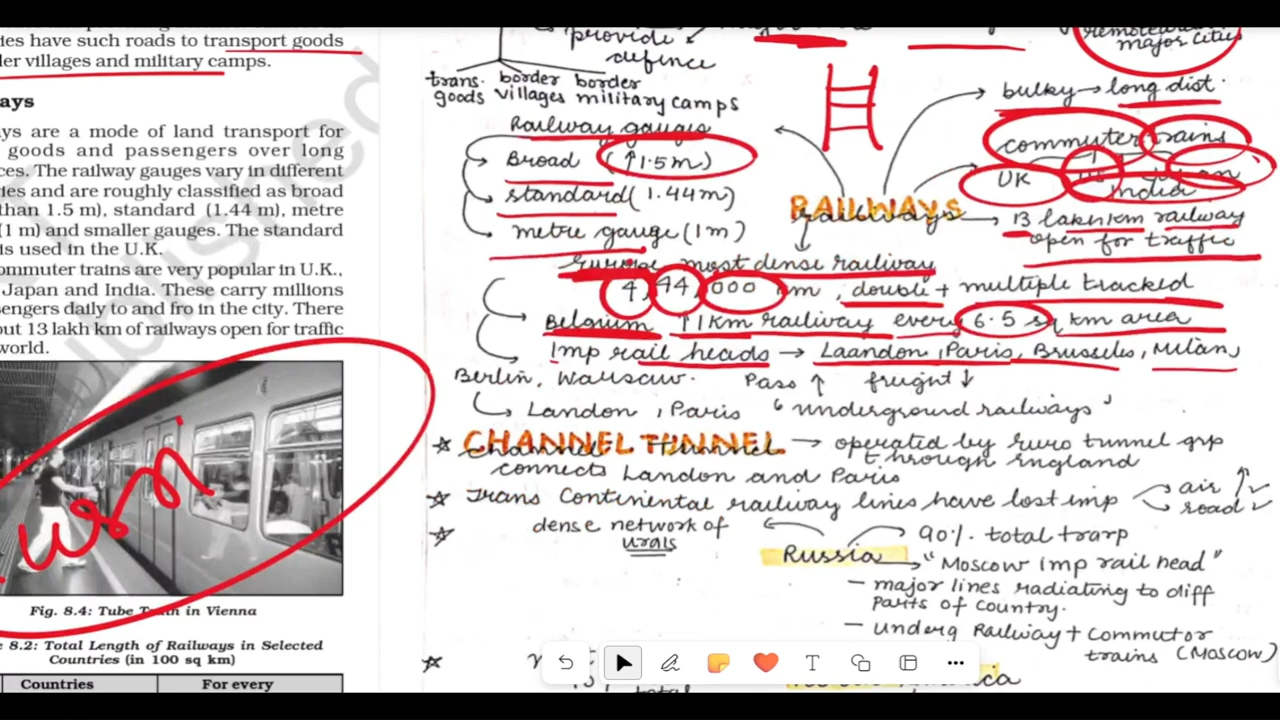 ies have such roads to transport goods
der villages and military camps.
ays
ays are a mode of land transport for
goods and passengers over long
ces. The railway gauges vary in different
ries and are roughly classified as broad
than 1.5 m), standard (1.44 m), metre
(1 m) and smaller gauges. The standard
is used in the U.K.
ommuter trains are very popular in U.K.,
Japan and India. These carry millions
sengers daily to and fro in the city. There
out 13 lakh km of railways open for traffic
world.
Fig. 8.4: Tube Train in Vienna
8.2: Total Length of Railways in Selected
Countries (in 100 sq km)
Countries For every
provide
defence
trans. border border
goods villages military camps
Railway gauges
Broad (↑1.5m)
standard (1.44m)
metre gauge (1m)
remote
major cities
bulky → long dist.
commuter trains
UK
India
RAILWAYS
13 lakh km railway
open for traffic
Europe most dense railway
4,44,000 km, double + multiple tracked
Belgium ↑1km railway every 6.5 sq km area
Imp rail heads → Laandon, Paris, Brussels, Milan,
Berlin, Warsaw. Pass ↑ freight ↓
Landon, Paris "underground railways"
CHANNEL TUNNEL → operated by euro tunnel grp
through England
connects Landon and Paris
Trans Continental railway lines have lost imp
air
road
dense network of
urals
Russia
90% total trarp
"Moscow imp rail head"
- major lines radiating to diff
parts of country.
- underg Railway + commutor
trains (Moscow)
T